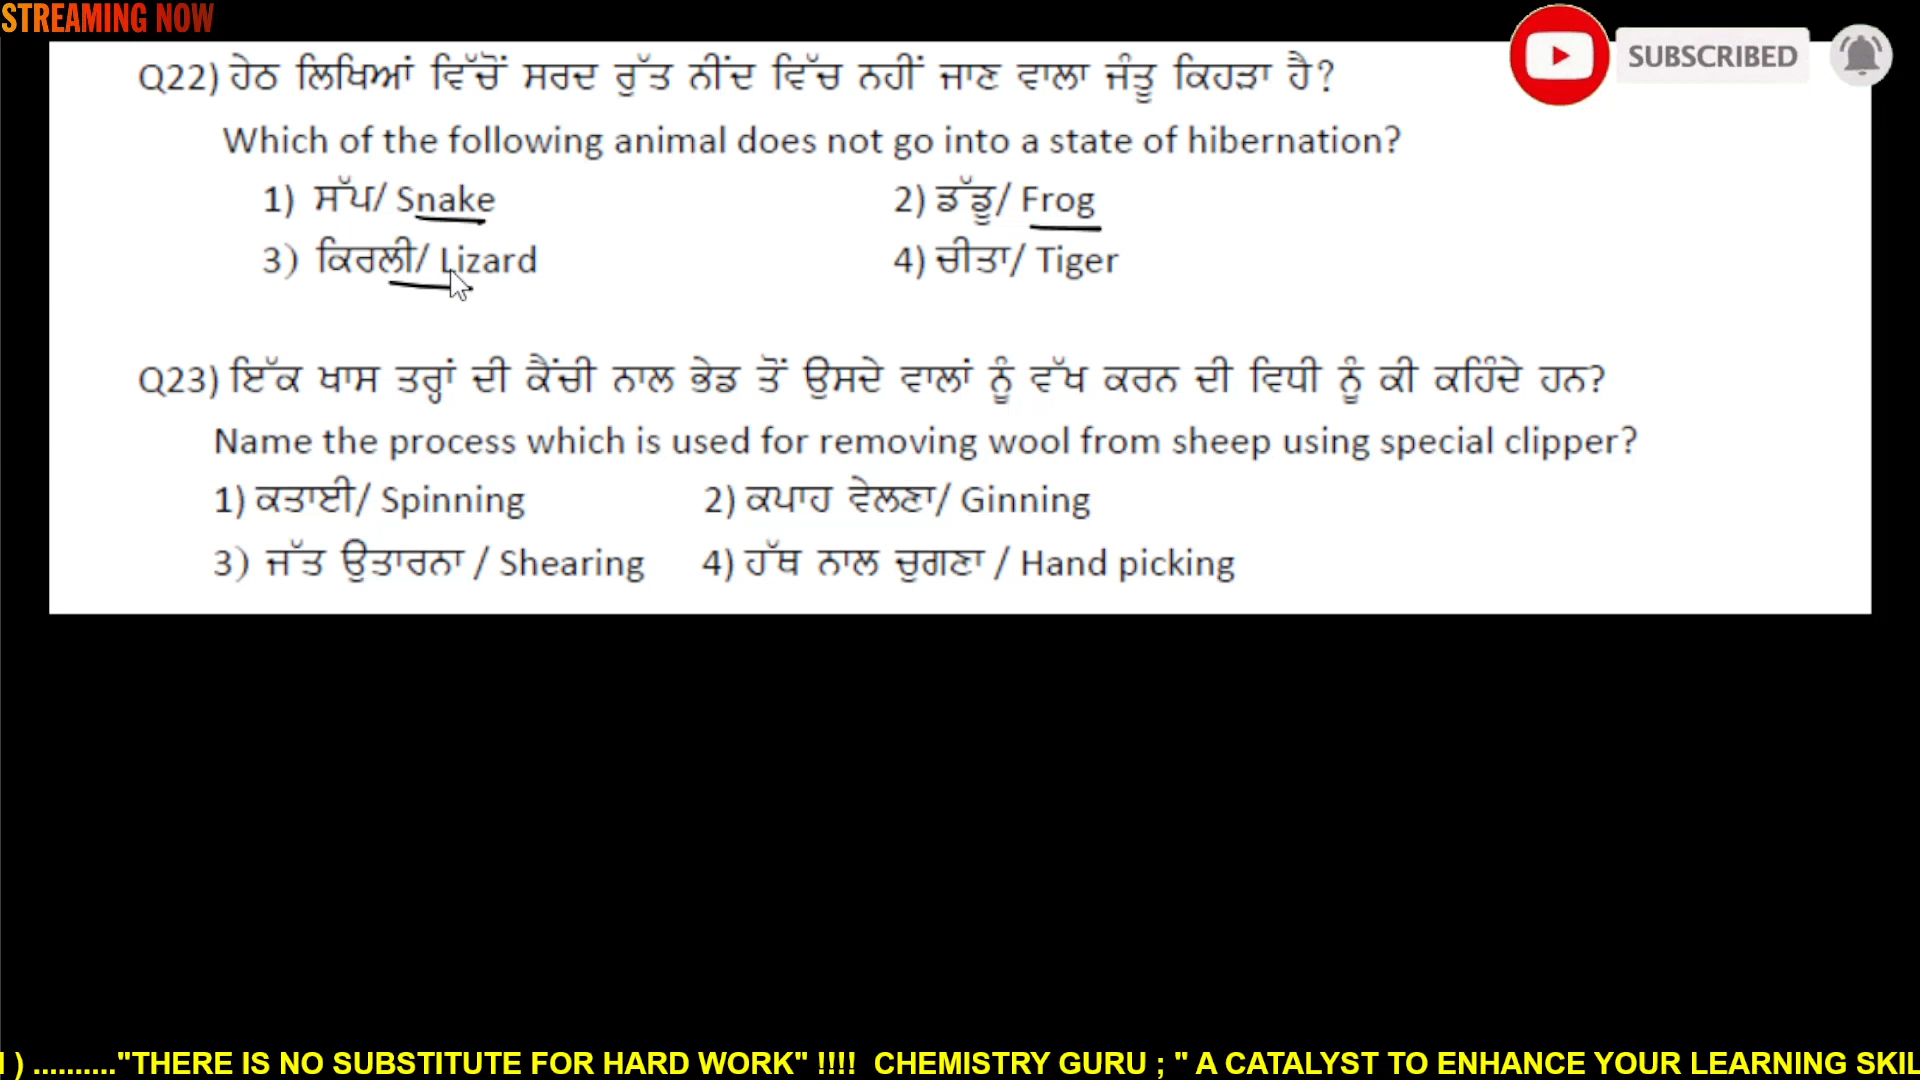 STREAMING NOW
SUBSCRIBED
Q22) ਹੇਠ ਲਿਖਿਆਂ ਵਿੱਚੋਂ ਸਰਦ ਰੁੱਤ ਨੀਂਦ ਵਿੱਚ ਨਹੀਂ ਜਾਣ ਵਾਲਾ ਜੰਤੂ ਕਿਹੜਾ ਹੈ?
Which of the following animal does not go into a state of hibernation?
1) ਸੱਪ/ Snake 2) ਡੱਡੂ/ Frog
3) ਕਿਰਲੀ/ Lizard 4) ਚੀਤਾ/ Tiger
Q23) ਇੱਕ ਖਾਸ ਤਰ੍ਹਾਂ ਦੀ ਕੈਂਚੀ ਨਾਲ ਭੇਡ ਤੋਂ ਉਸਦੇ ਵਾਲਾਂ ਨੂੰ ਵੱਖ ਕਰਨ ਦੀ ਵਿਧੀ ਨੂੰ ਕੀ ਕਹਿੰਦੇ ਹਨ?
Name the process which is used for removing wool from sheep using special clipper?
1) ਕਤਾਈ/ Spinning 2) ਕਪਾਹ ਵੇਲਣਾ/ Ginning
3) ਜੱਤ ਉਤਾਰਨਾ / Shearing 4) ਹੱਥ ਨਾਲ ਚੁਗਣਾ / Hand picking
) .........."THERE IS NO SUBSTITUTE FOR HARD WORK" !!!! CHEMISTRY GURU ; " A CATALYST TO ENHANCE YOUR LEARNING SKIL